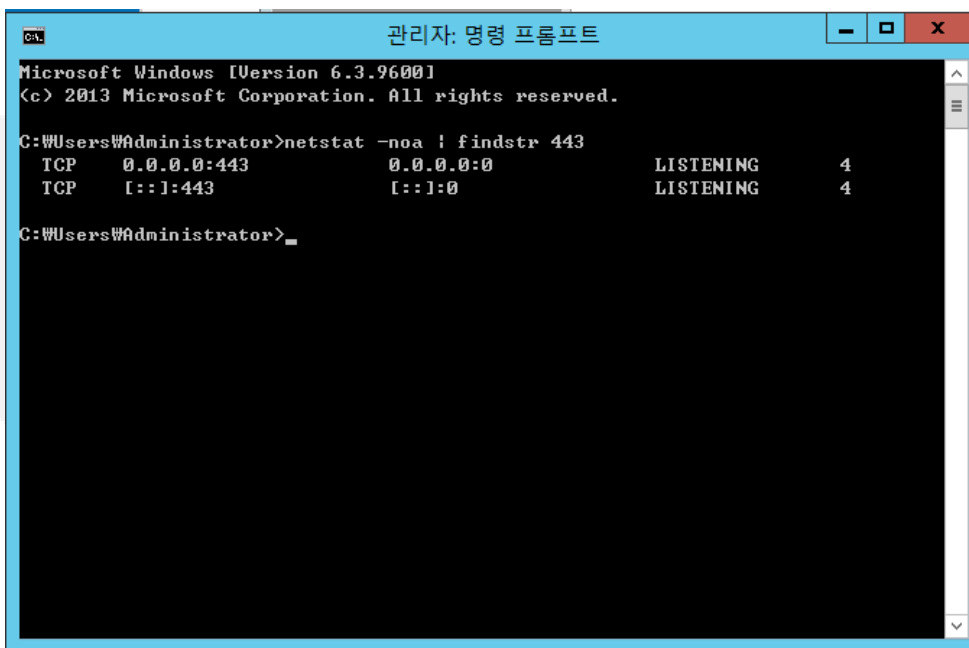 관리자: 명령 프롬프트
Microsoft Windows [Version 6.3.9600]
(c) 2013 Microsoft Corporation. All rights reserved.
C:₩Users₩Administrator>netstat -noa | findstr 443
TCP 0.0.0.0:443 0.0.0.0:0 LISTENING 4
TCP [::]:443 [::]:0 LISTENING 4
C:₩Users₩Administrator>_